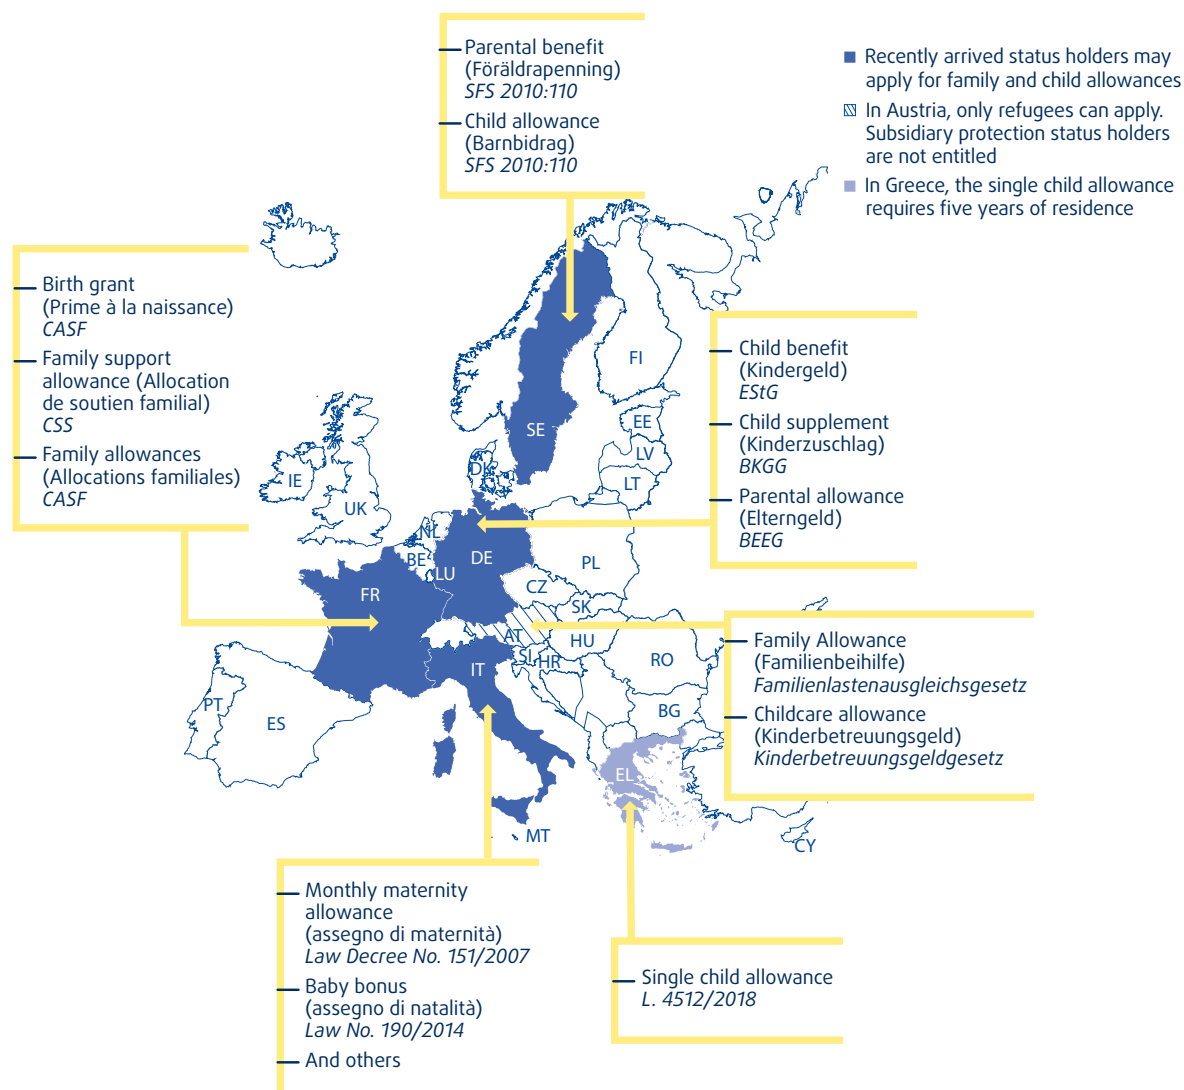 Parental benefit
(Föräldrapenning)
SFS 2010:110
Child allowance
(Barnbidrag)
SFS 2010:110
Recently arrived status holders may
apply for family and child allowances
In Austria, only refugees can apply.
Subsidiary protection status holders
are not entitled
In Greece, the single child allowance
requires five years of residence
Birth grant
(Prime à la naissance)
CASF
Family support
allowance (Allocation
de soutien familial)
CSS
Family allowances
(Allocations familiales)
CASF
Child benefit
(Kindergeld)
EStG
Child supplement
(Kinderzuschlag)
BKGG
Parental allowance
(Elterngeld)
BEEG
FI
SE
EE
LV
LT
DK
IE
UK
NL
BE
LU
DE
PL
FR
CZ
SK
AT
HU
SI
HR
RO
IT
BG
PT
ES
EL
MT
CY
Family Allowance
(Familienbeihilfe)
Familienlastenausgleichsgesetz
Childcare allowance
(Kinderbetreuungsgeld)
Kinderbetreuungsgeldgesetz
Monthly maternity
allowance
(assegno di maternità)
Law Decree No. 151/2007
Baby bonus
(assegno di natalità)
Law No. 190/2014
And others
Single child allowance
L. 4512/2018